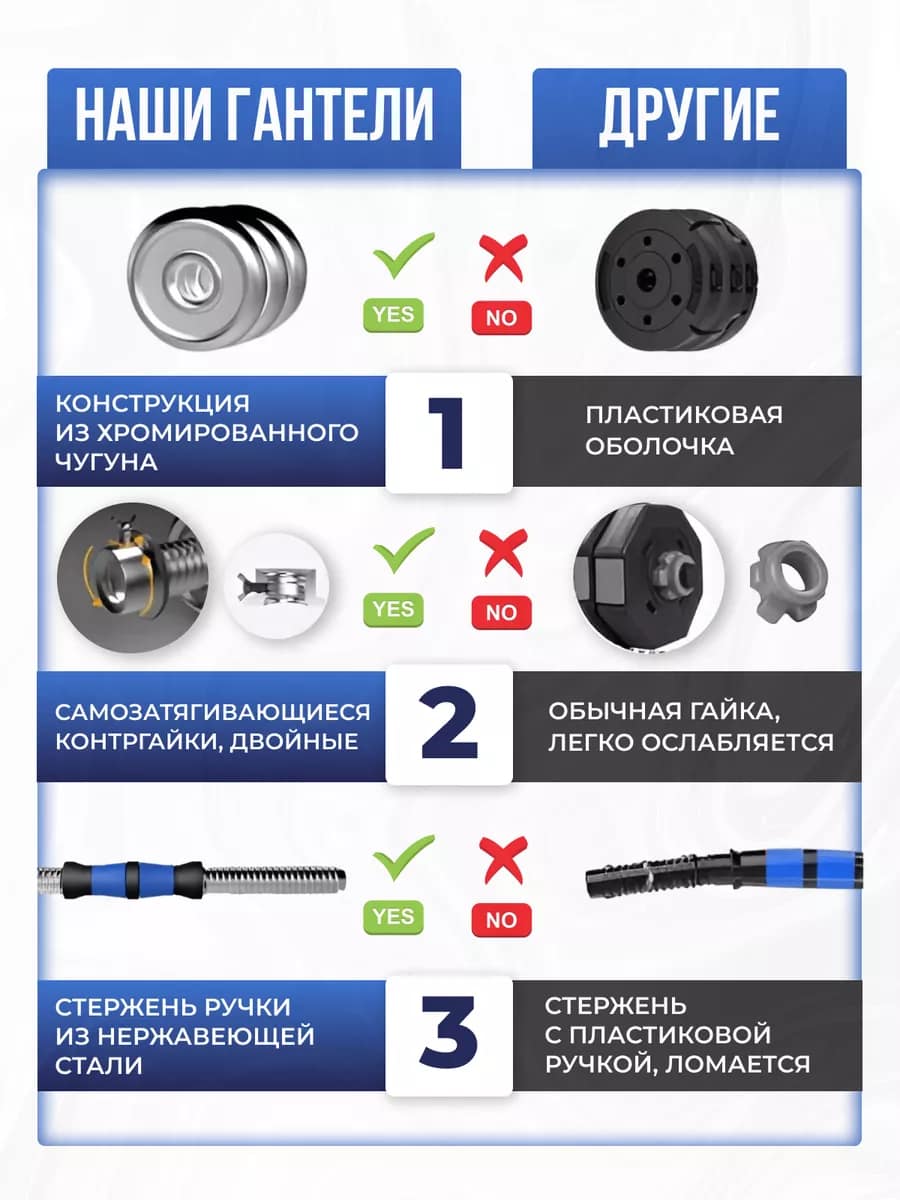 НАШИ ГАНТЕЛИ
ДРУГИЕ
YES
NO
КОНСТРУКЦИЯ
ИЗ ХРОМИРОВАННОГО
ЧУГУНА
1
ПЛАСТИКОВАЯ
ОБОЛОЧКА
YES
NO
САМОЗАТЯГИВАЮЩИЕСЯ
КОНТРГАЙКИ, ДВОЙНЫЕ
2
ОБЫЧНАЯ ГАЙКА,
ЛЕГКО ОСЛАБЛЯЕТСЯ
YES
NO
СТЕРЖЕНЬ РУЧКИ
ИЗ НЕРЖАВЕЮЩЕЙ
СТАЛИ
3
СТЕРЖЕНЬ
С ПЛАСТИКОВОЙ
РУЧКОЙ, ЛОМАЕТСЯ